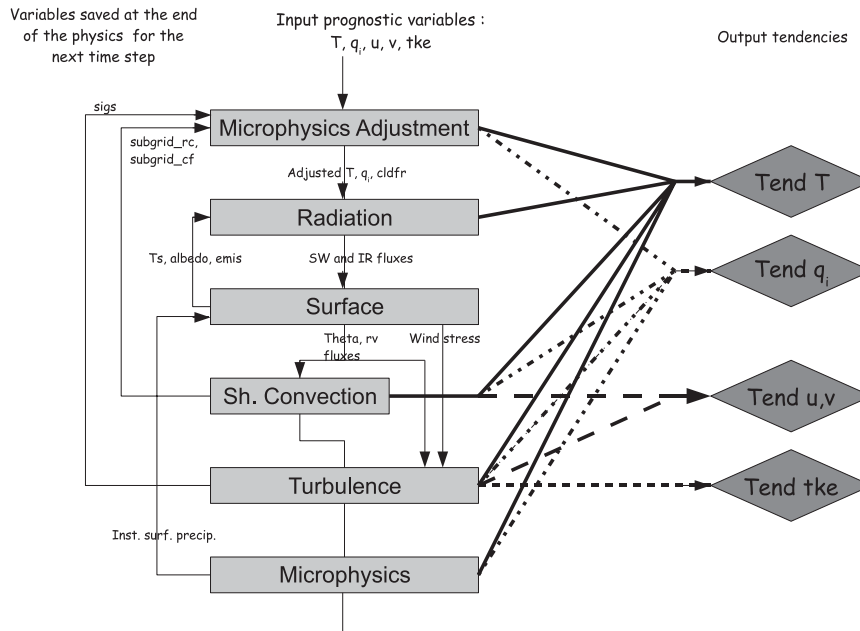 Variables saved at the end
of the physics for the
next time step
Input prognostic variables :
T, qi, u, v, tke
Output tendencies
sigs
Microphysics Adjustment
subgrid_rc,
subgrid_cf
Adjusted T, qi, cldfr
Tend T
Radiation
Ts, albedo, emis
SW and IR fluxes
Tend qi
Surface
Theta, rv
fluxes
Wind stress
Sh. Convection
Tend u,v
Turbulence
Tend tke
Inst. surf. precip.
Microphysics